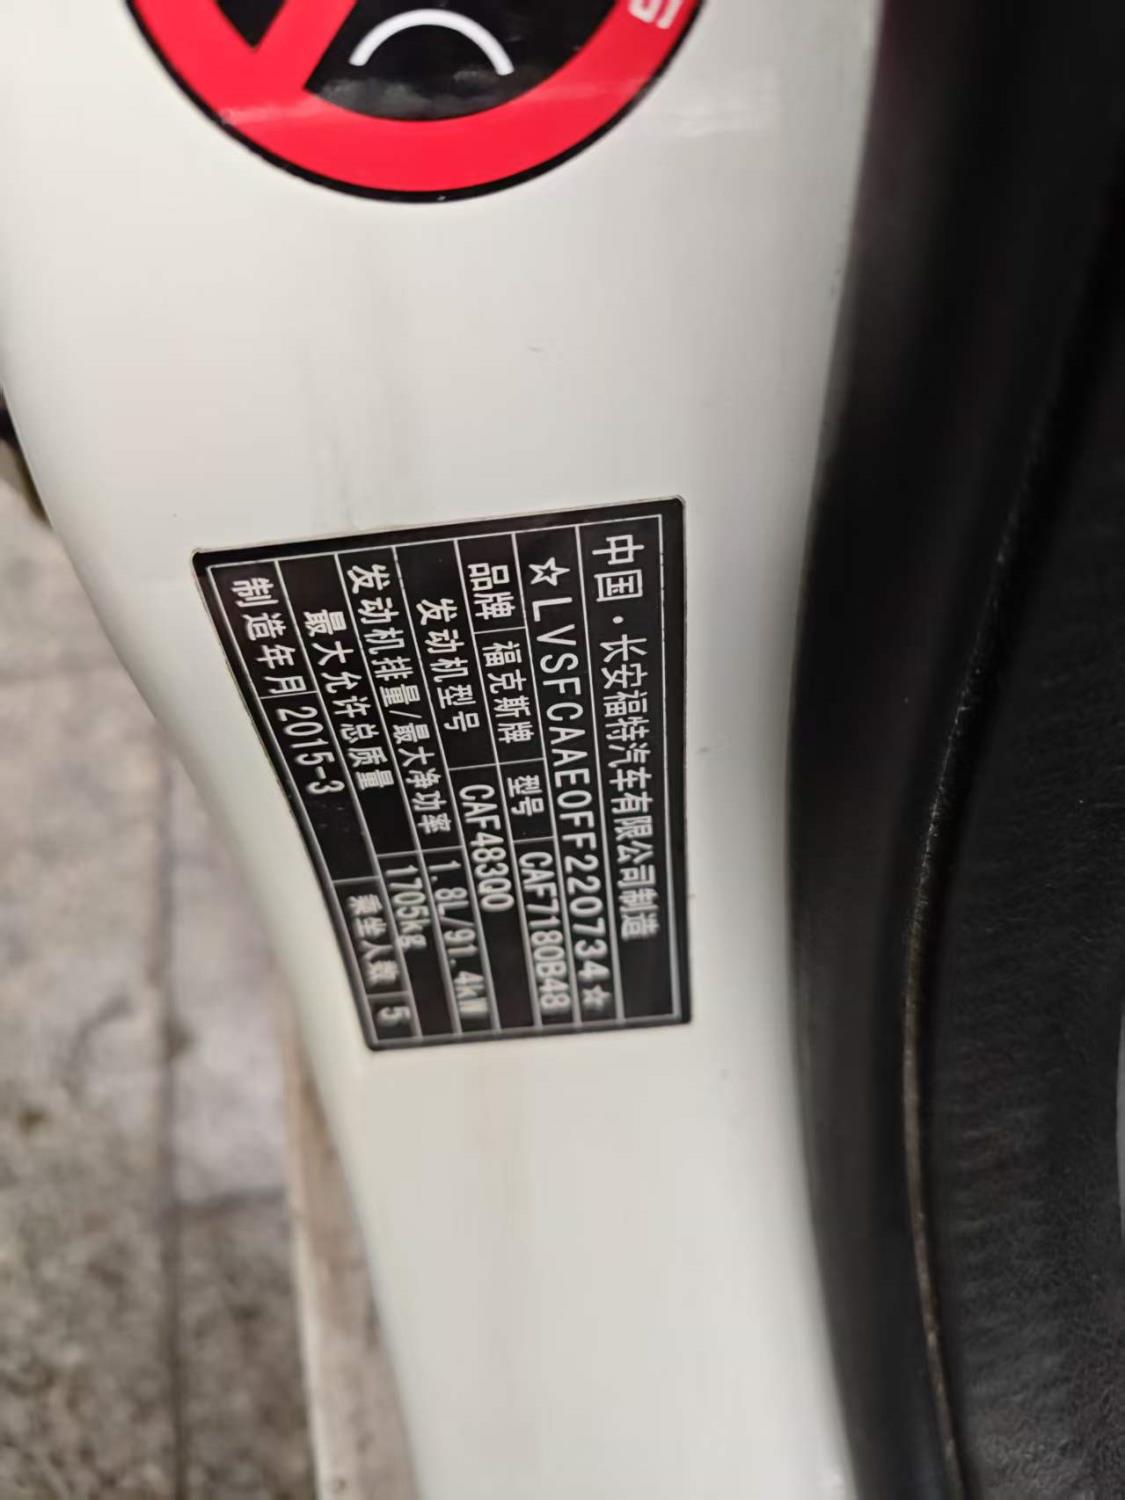 中国·长安福特汽车有限公司制造
☆LVSFCAAE0FF220734☆
品牌 福克斯牌 型号 CAF7180B48
发动机型号 CAF483Q0
发动机排量/最大净功率 1.8L/91.4kW
最大允许总质量 1705kg
制造年月 2015-3 乘坐人数 5